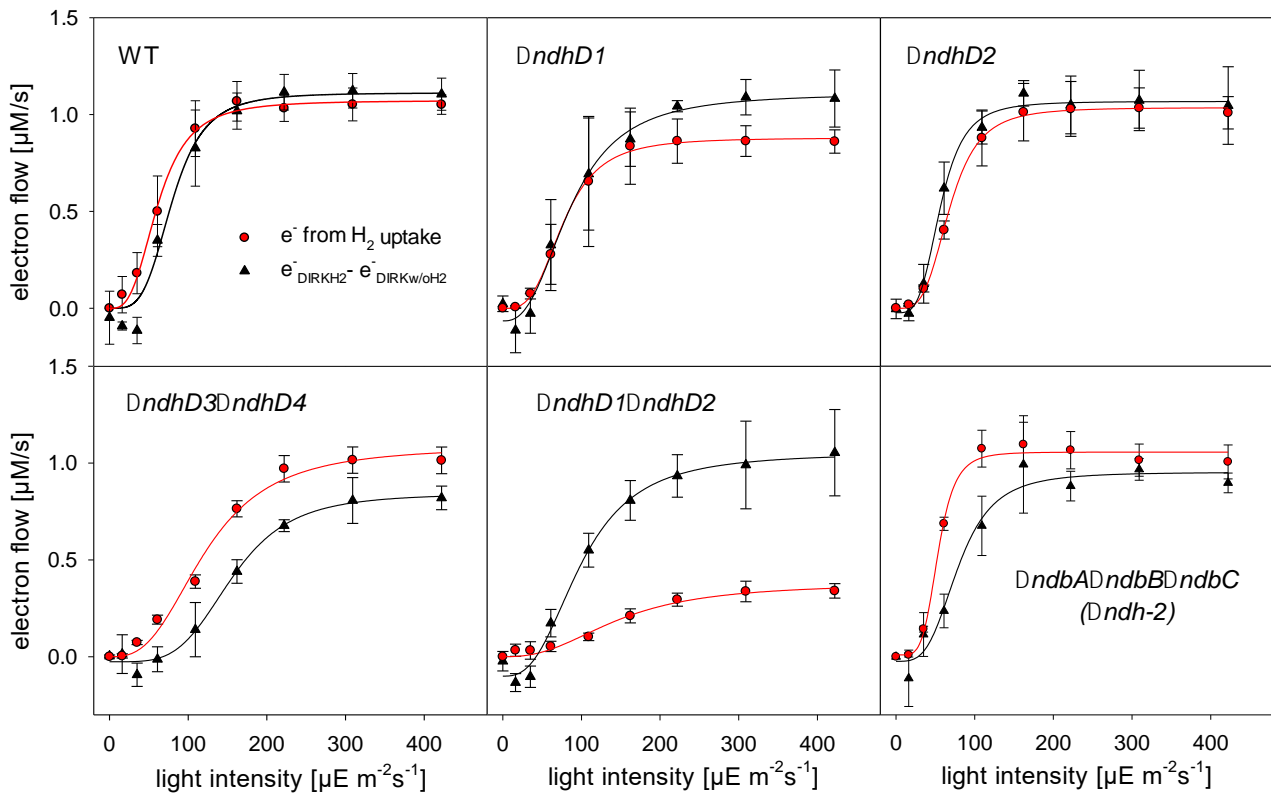 1.5
1.0
0.5
0.0
electron flow [µM/s]
WT
e⁻ from H₂ uptake
e⁻DIRKH2- e⁻DIRKw/oH2
DndhD1
DndhD2
1.5
1.0
0.5
0.0
electron flow [µM/s]
DndhD3DndhD4
DndhD1DndhD2
DndbADndbBDndbC
(Dndh-2)
0 100 200 300 400
0 100 200 300 400
0 100 200 300 400
light intensity [µE m⁻²s⁻¹]
light intensity [µE m⁻²s⁻¹]
light intensity [µE m⁻²s⁻¹]